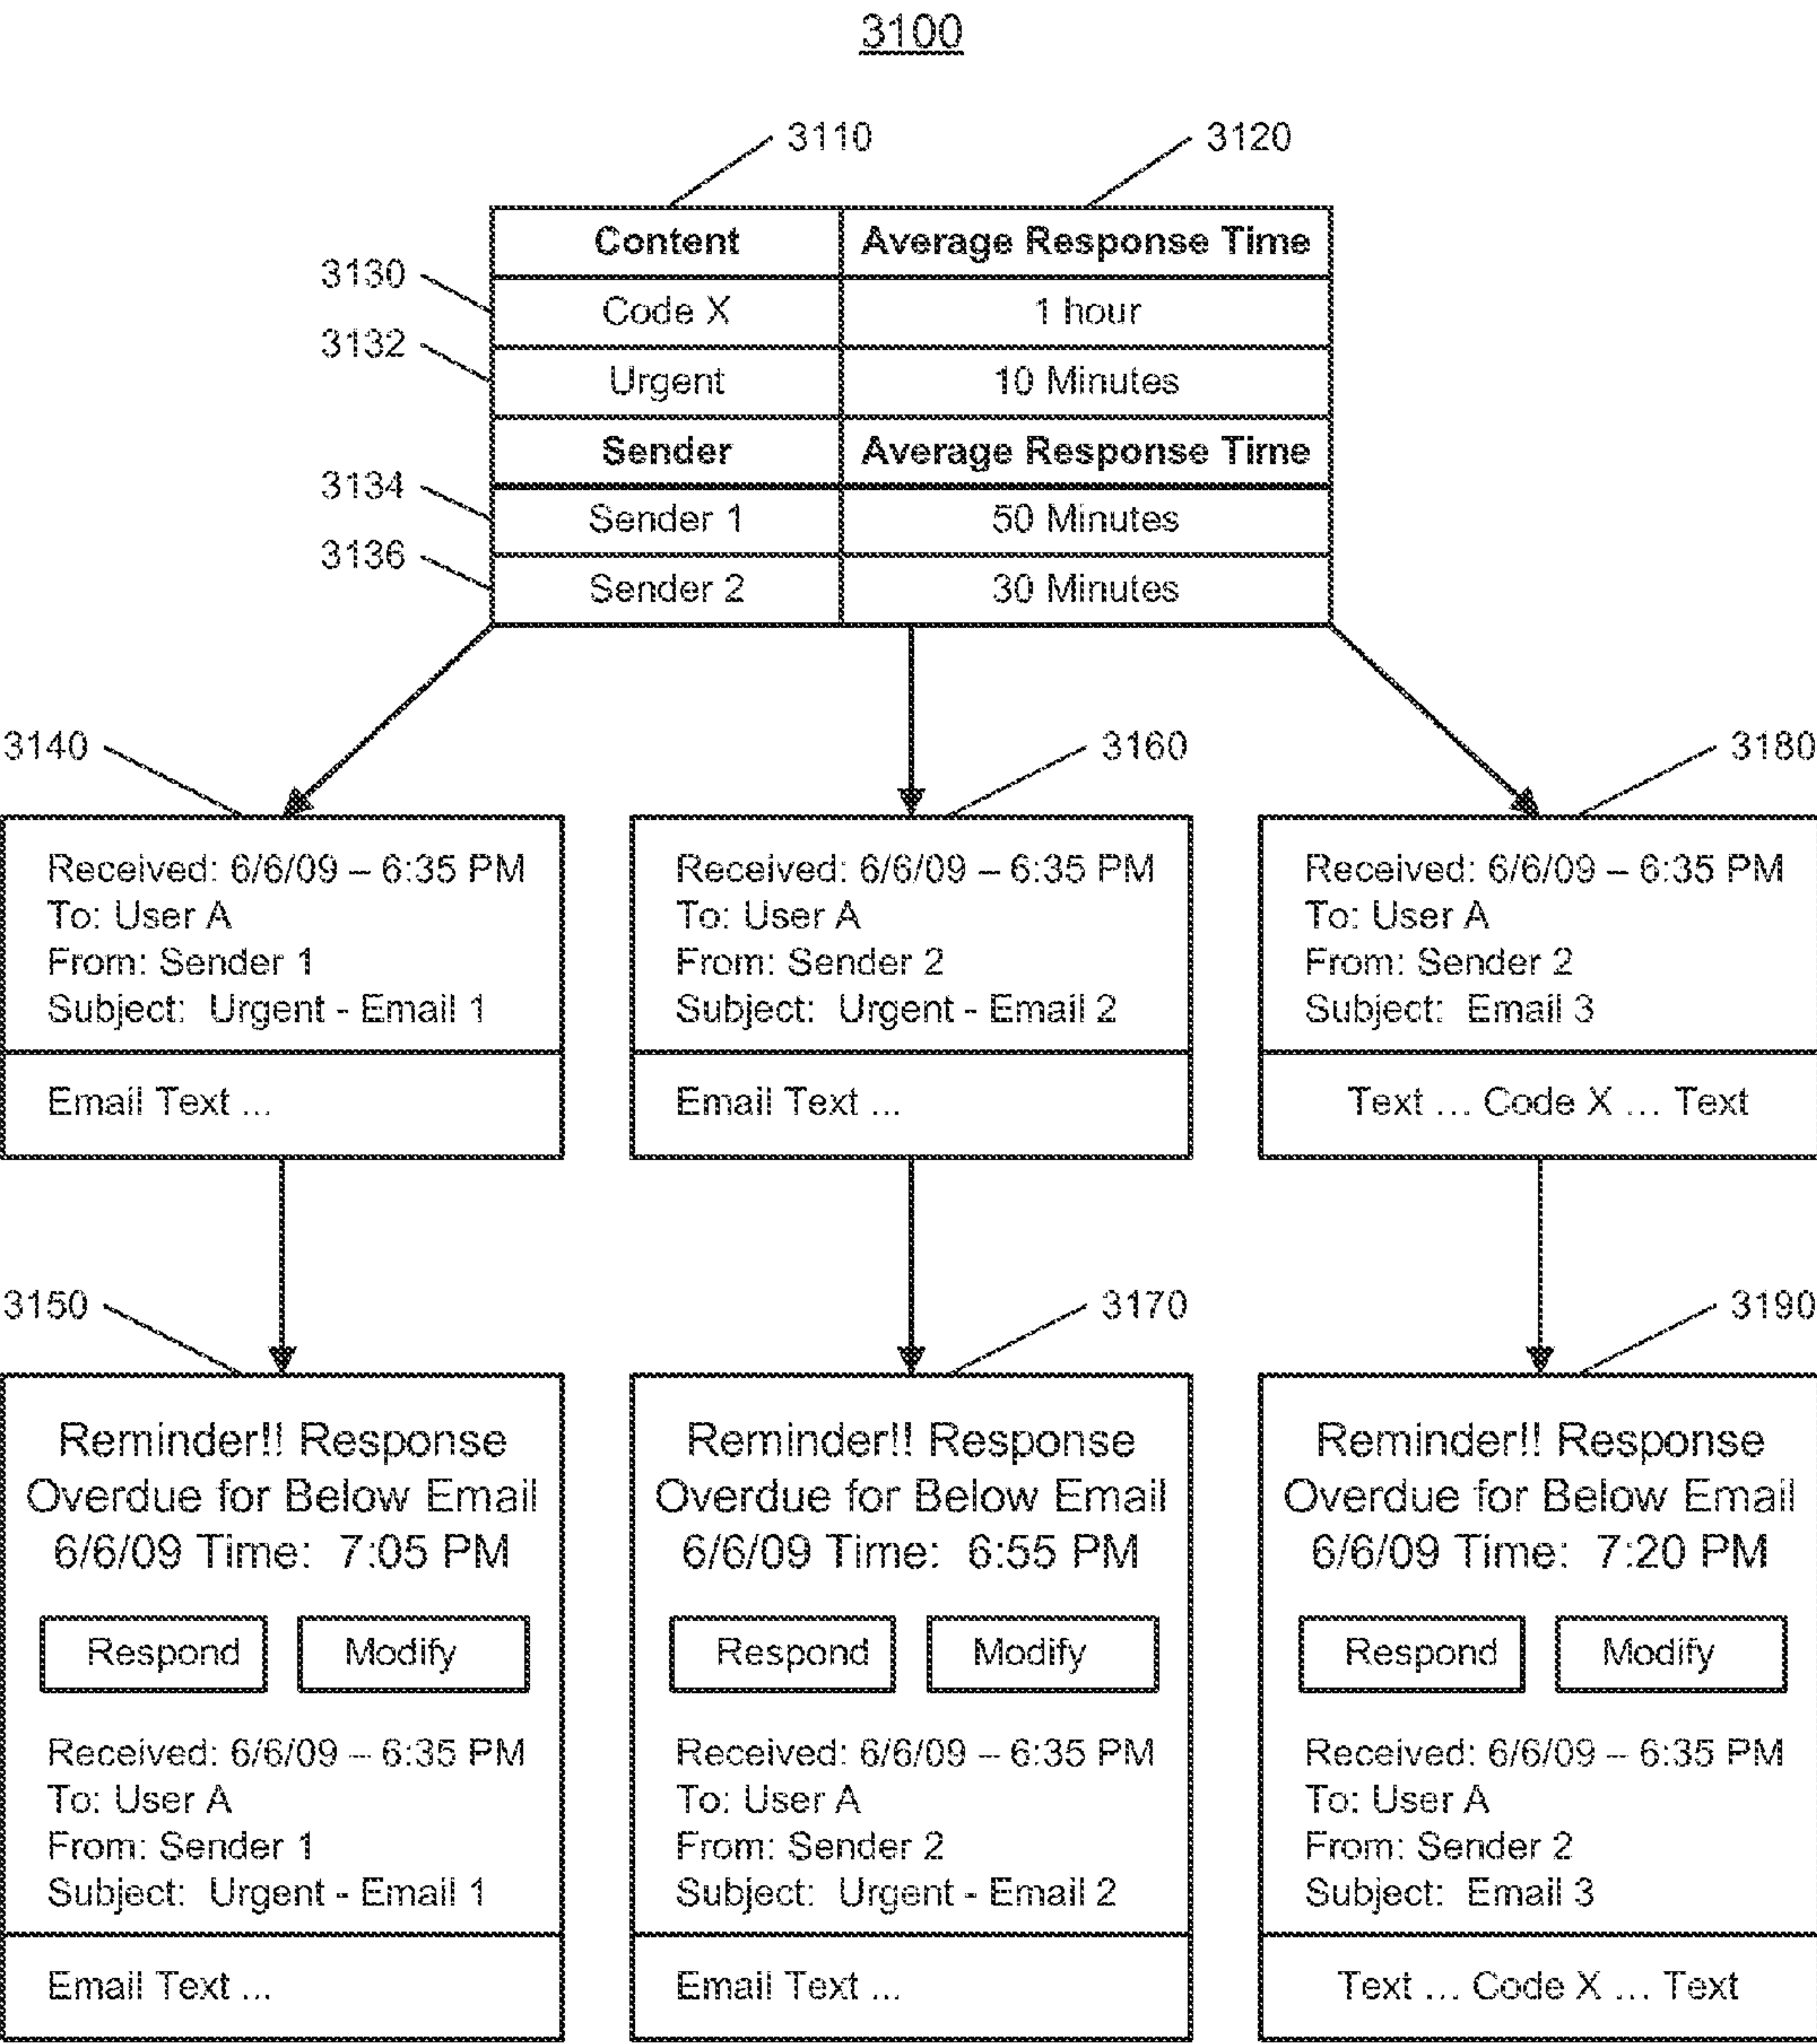 3100
3110
3120
Content Average Response Time
3130
Code X 1 hour
3132
Urgent 10 Minutes
Sender Average Response Time
3134
Sender 1 50 Minutes
3136
Sender 2 30 Minutes
3140
Received: 6/6/09 – 6:35 PM
To: User A
From: Sender 1
Subject: Urgent - Email 1
Email Text ...
3160
Received: 6/6/09 – 6:35 PM
To: User A
From: Sender 2
Subject: Urgent - Email 2
Email Text ...
3180
Received: 6/6/09 – 6:35 PM
To: User A
From: Sender 2
Subject: Email 3
Text ... Code X ... Text
3150
Reminder!! Response
Overdue for Below Email
6/6/09 Time: 7:05 PM
Respond Modify
Received: 6/6/09 – 6:35 PM
To: User A
From: Sender 1
Subject: Urgent - Email 1
Email Text ...
3170
Reminder!! Response
Overdue for Below Email
6/6/09 Time: 6:55 PM
Respond Modify
Received: 6/6/09 – 6:35 PM
To: User A
From: Sender 2
Subject: Urgent - Email 2
Email Text ...
3190
Reminder!! Response
Overdue for Below Email
6/6/09 Time: 7:20 PM
Respond Modify
Received: 6/6/09 – 6:35 PM
To: User A
From: Sender 2
Subject: Email 3
Text ... Code X ... Text